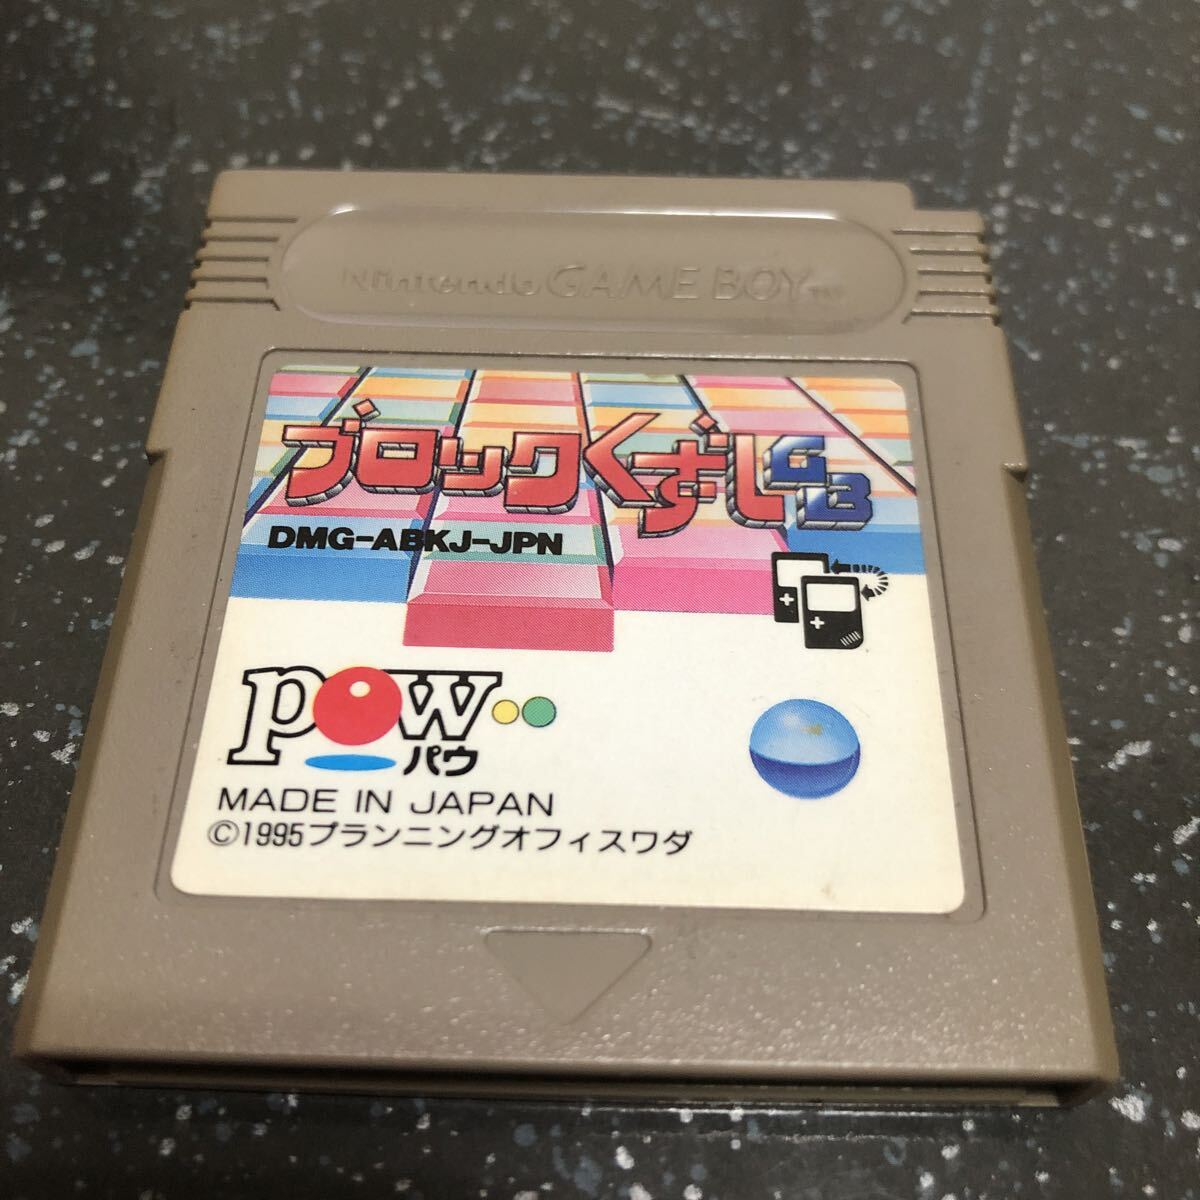 Nintendo GAME BOY TM
ブロックくずしGB
DMG-ABKJ-JPN
pow
パウ
MADE IN JAPAN
©1995プランニングオフィスワダ